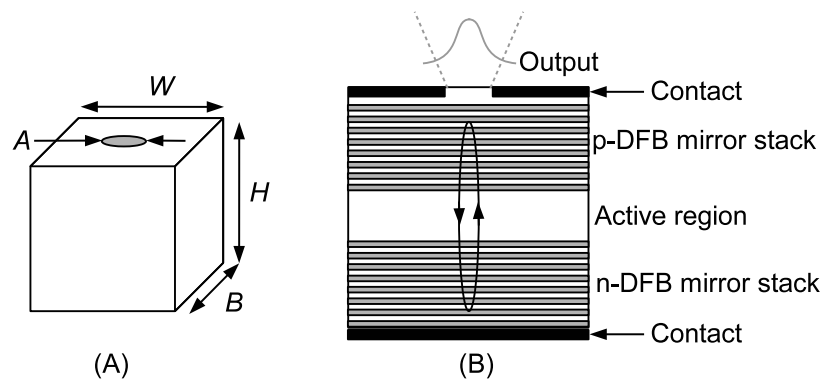 W
A
H
B
(A)
Output
Contact
p-DFB mirror stack
Active region
n-DFB mirror stack
Contact
(B)